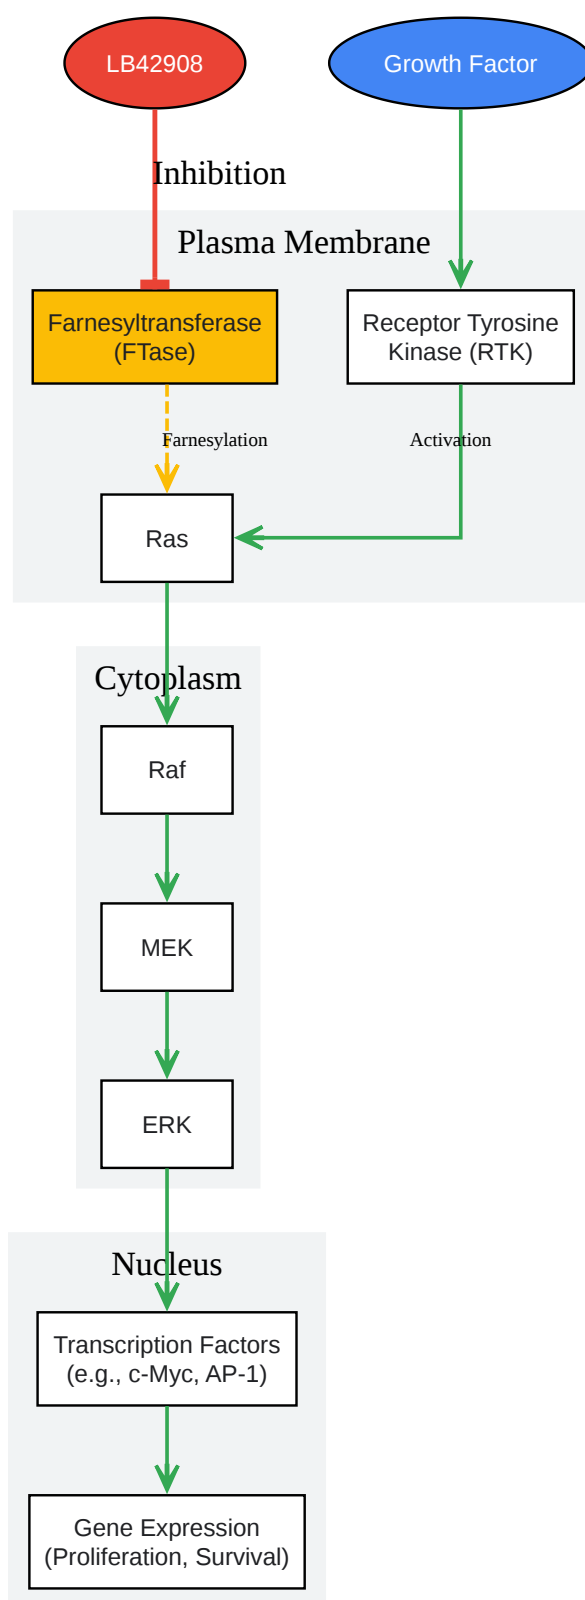 LB42908
Growth Factor
Inhibition
Plasma Membrane
Farnesyltransferase
(FTase)
Receptor Tyrosine
Kinase (RTK)
Farnesylation
Activation
Ras
Cytoplasm
Raf
MEK
ERK
Nucleus
Transcription Factors
(e.g., c-Myc, AP-1)
Gene Expression
(Proliferation, Survival)